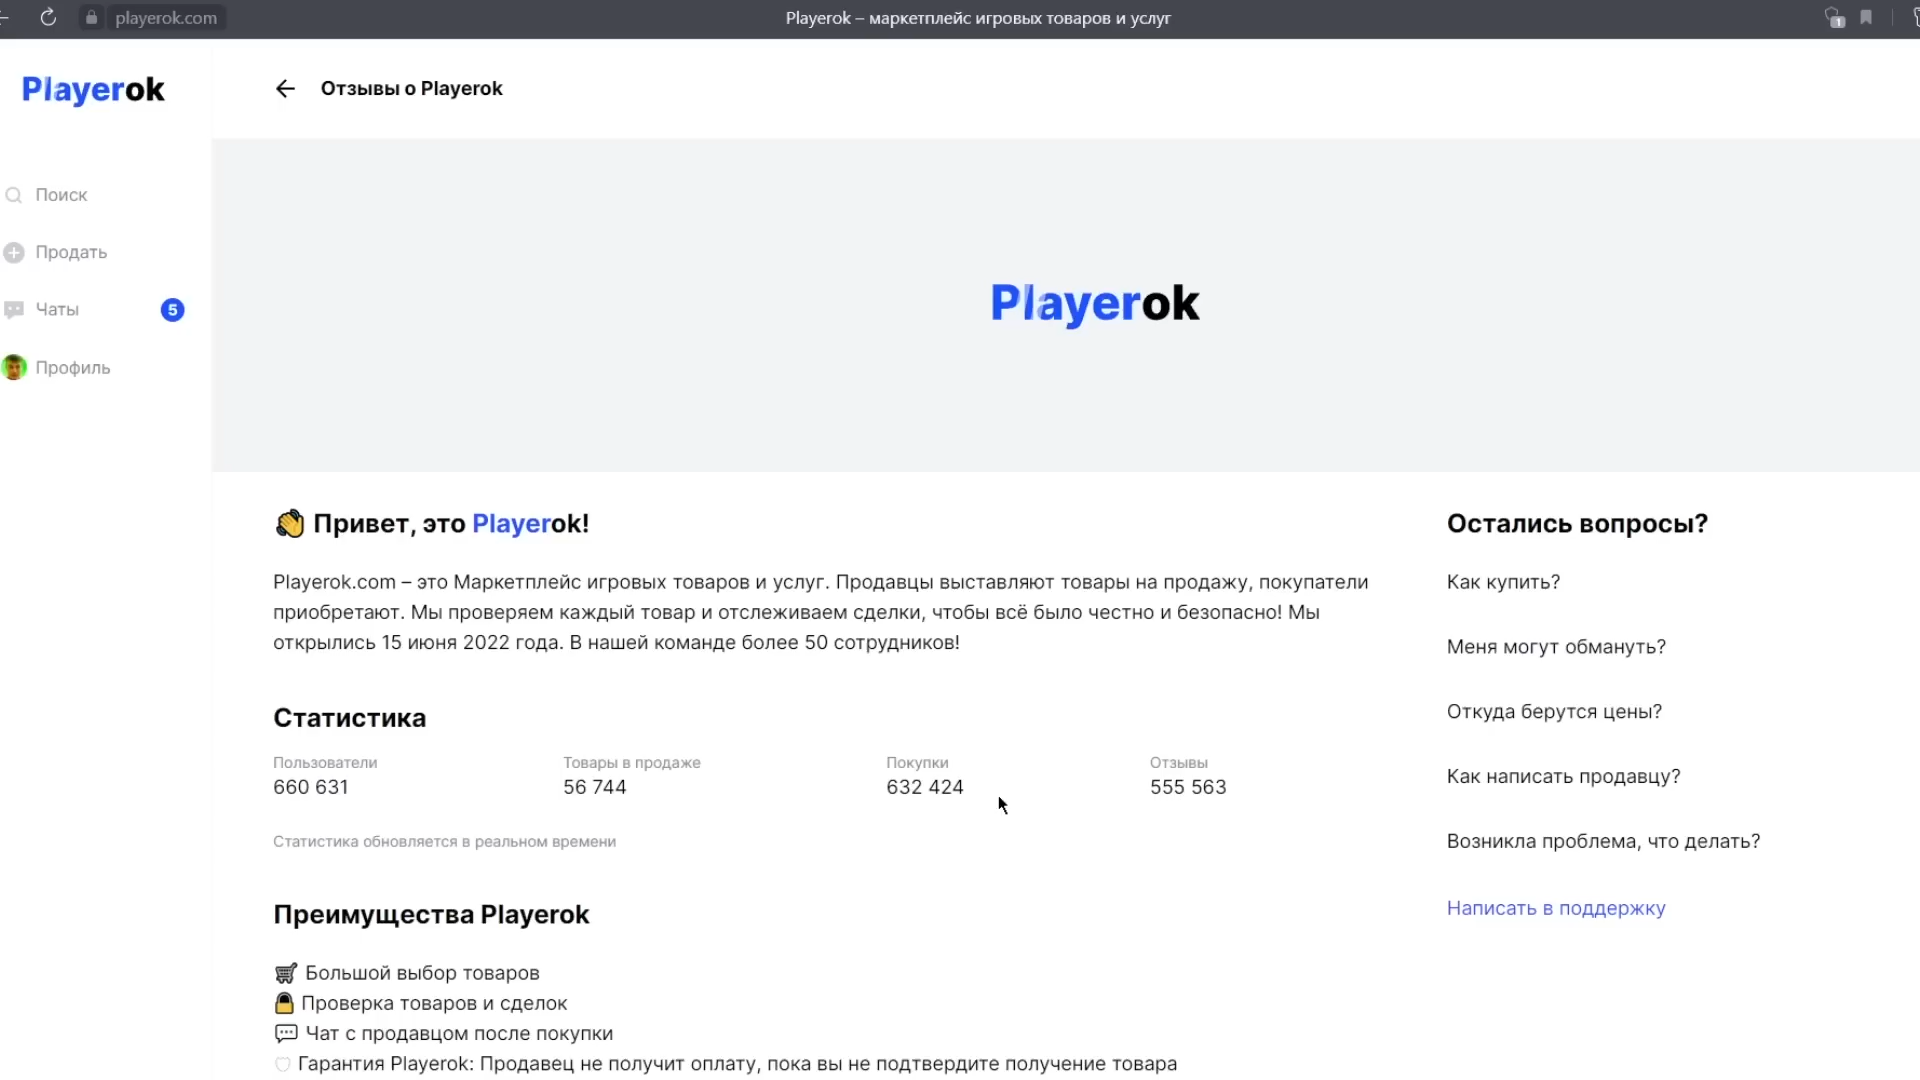 playerok.com
Playerok – маркетплейс игровых товаров и услуг
1
Playerok
Поиск
Продать
Чаты
5
Профиль
Отзывы о Playerok
Playerok
Привет, это Playerok!
Playerok.com – это Маркетплейс игровых товаров и услуг. Продавцы выставляют товары на продажу, покупатели
приобретают. Мы проверяем каждый товар и отслеживаем сделки, чтобы всё было честно и безопасно! Мы
открылись 15 июня 2022 года. В нашей команде более 50 сотрудников!
Статистика
Пользователи
660 631
Товары в продаже
56 744
Покупки
632 424
Отзывы
555 563
Статистика обновляется в реальном времени
Преимущества Playerok
Большой выбор товаров
Проверка товаров и сделок
Чат с продавцом после покупки
Гарантия Playerok: Продавец не получит оплату, пока вы не подтвердите получение товара
Остались вопросы?
Как купить?
Меня могут обмануть?
Откуда берутся цены?
Как написать продавцу?
Возникла проблема, что делать?
Написать в поддержку